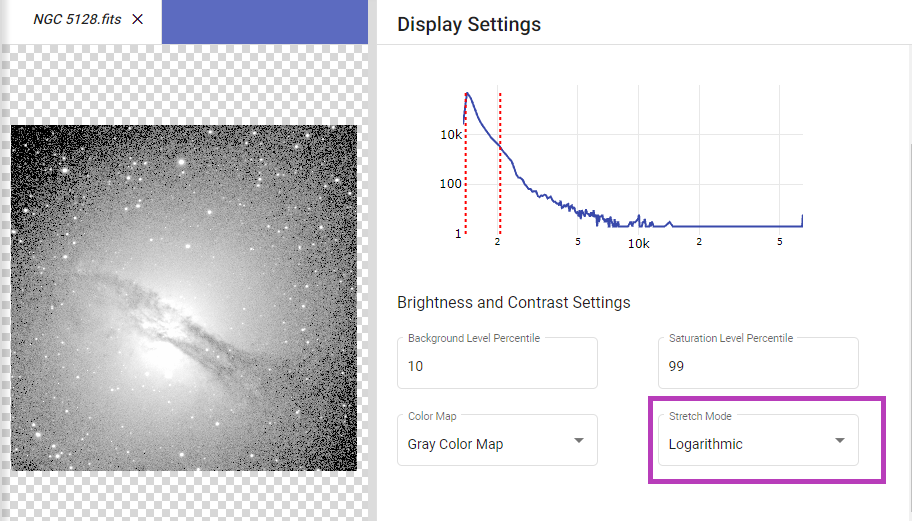 NGC 5128.fits
Display Settings
10k
100
1
2 5 10k 2 5
Brightness and Contrast Settings
Background Level Percentile
10
Saturation Level Percentile
99
Color Map
Gray Color Map
Stretch Mode
Logarithmic